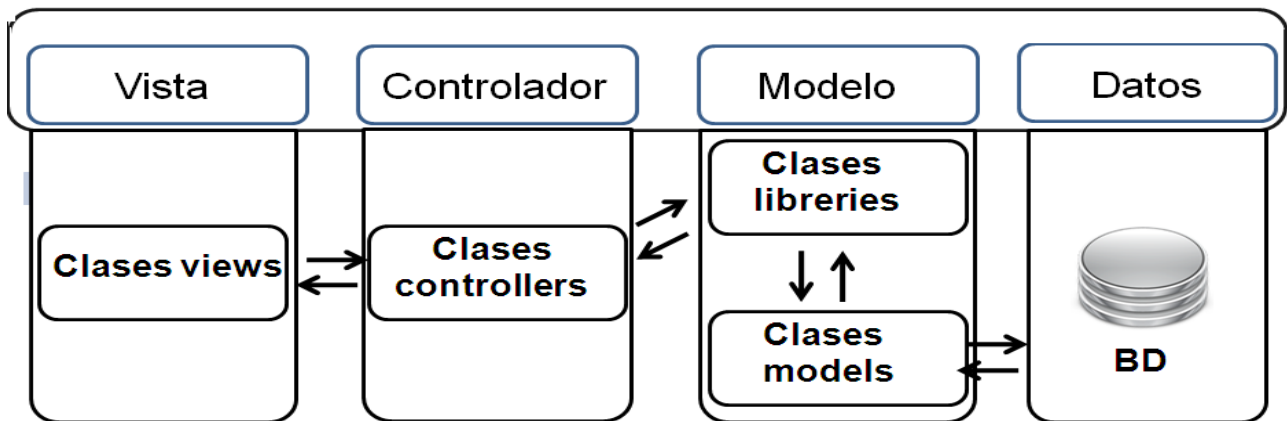 Vista
Controlador
Modelo
Datos
Clases views
Clases
controllers
Clases
libreries
Clases
models
BD